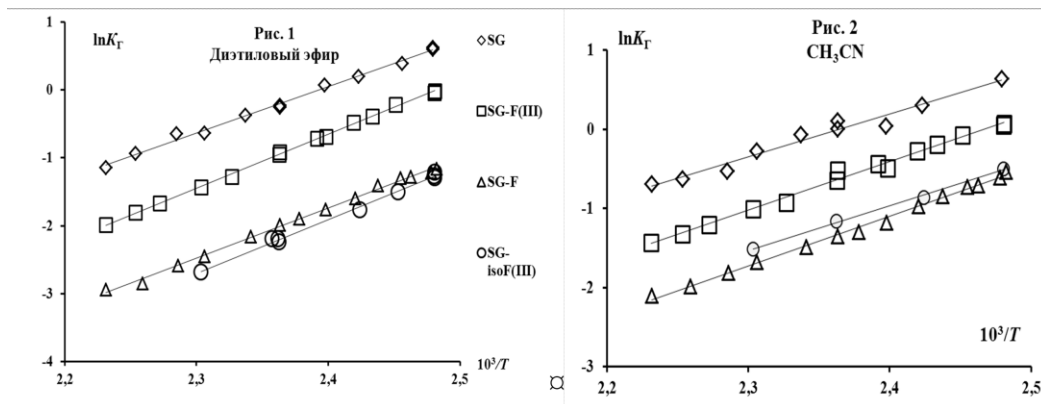 Рис. 1
Диэтиловый эфир
lnKГ
1
0
-1
-2
-3
-4
2,2
2,3
2,4
2,5
10³/T
SG
SG-F(III)
SG-F
SG-
isoF(III)
Рис. 2
CH₃CN
lnKГ
1
0
-1
-2
-3
2,2
2,3
2,4
2,5
10³/T